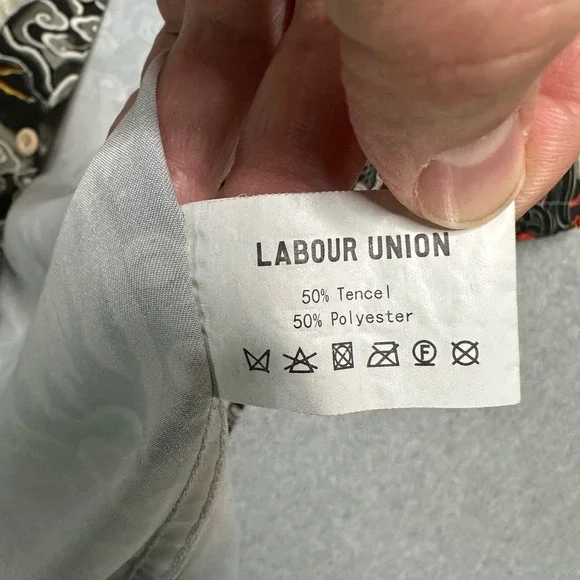 LABOUR UNION
50% Tencel
50% Polyester
F